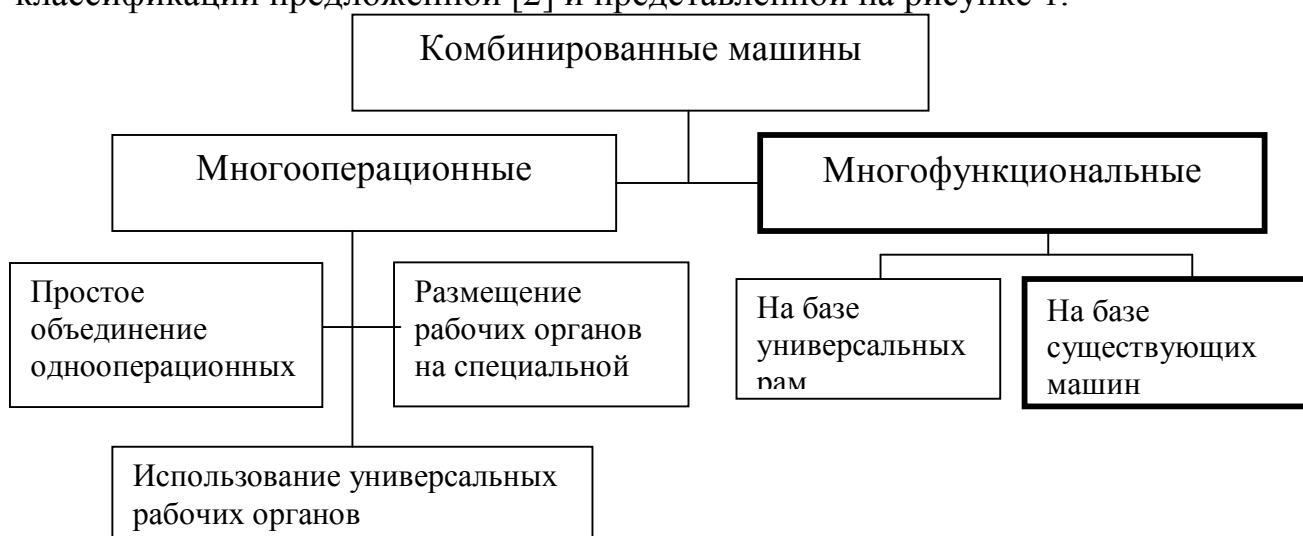 классификации предложенной [2] и представленной на рисунке 1.
Комбинированные машины
Многооперационные
Многофункциональные
Простое
объединение
однооперационных
Размещение
рабочих органов
на специальной
На базе
универсальных
рам
На базе
существующих
машин
Использование универсальных
рабочих органов